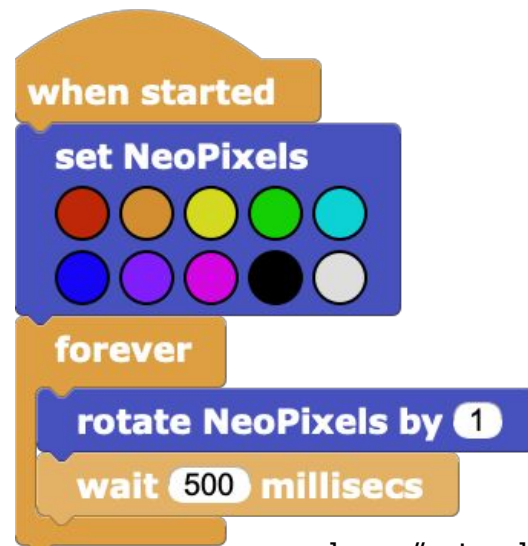 when started
set NeoPixels
forever
rotate NeoPixels by 1
wait 500 millisecs